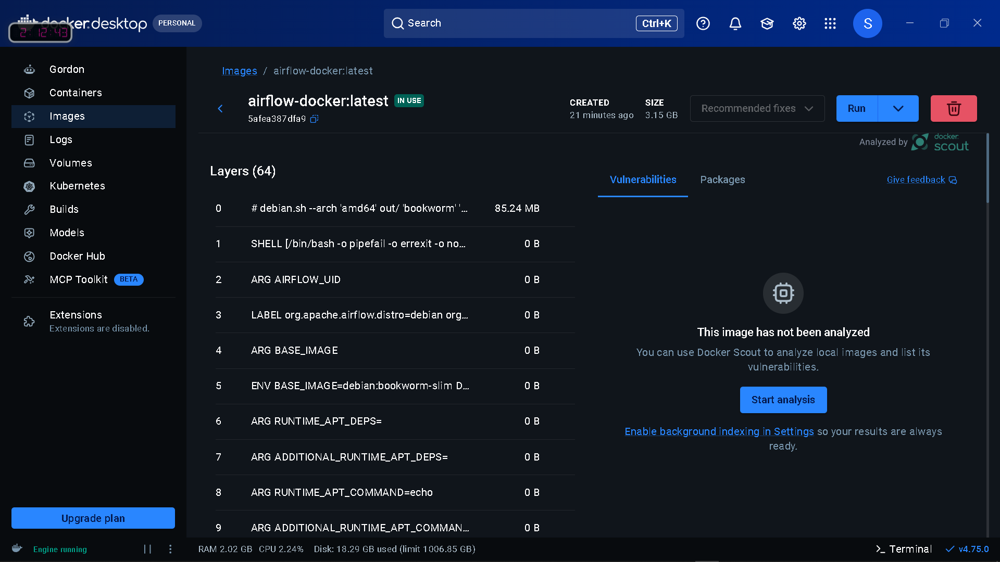 docker.desktop
PERSONAL
2:12:43
Search
Ctrl+K
S
Gordon
Containers
Images
Logs
Volumes
Kubernetes
Builds
Models
Docker Hub
MCP Toolkit BETA
Extensions
Extensions are disabled.
Upgrade plan
Engine running
Images / airflow-docker:latest
airflow-docker:latest IN USE
5afea387dfa9
CREATED
21 minutes ago
SIZE
3.15 GB
Recommended fixes
Run
Analyzed by docker scout
Layers (64)
0 # debian.sh --arch 'amd64' out/ 'bookworm' '... 85.24 MB
1 SHELL [/bin/bash -o pipefail -o errexit -o no... 0 B
2 ARG AIRFLOW_UID 0 B
3 LABEL org.apache.airflow.distro=debian org... 0 B
4 ARG BASE_IMAGE 0 B
5 ENV BASE_IMAGE=debian:bookworm-slim D... 0 B
6 ARG RUNTIME_APT_DEPS= 0 B
7 ARG ADDITIONAL_RUNTIME_APT_DEPS= 0 B
8 ARG RUNTIME_APT_COMMAND=echo 0 B
9 ARG ADDITIONAL_RUNTIME_APT_COMMAN... 0 B
Vulnerabilities
Packages
Give feedback
This image has not been analyzed
You can use Docker Scout to analyze local images and list its
vulnerabilities.
Start analysis
Enable background indexing in Settings so your results are always
ready.
RAM 2.02 GB CPU 2.24% Disk: 18.29 GB used (limit 1006.85 GB)
Terminal
v4.75.0